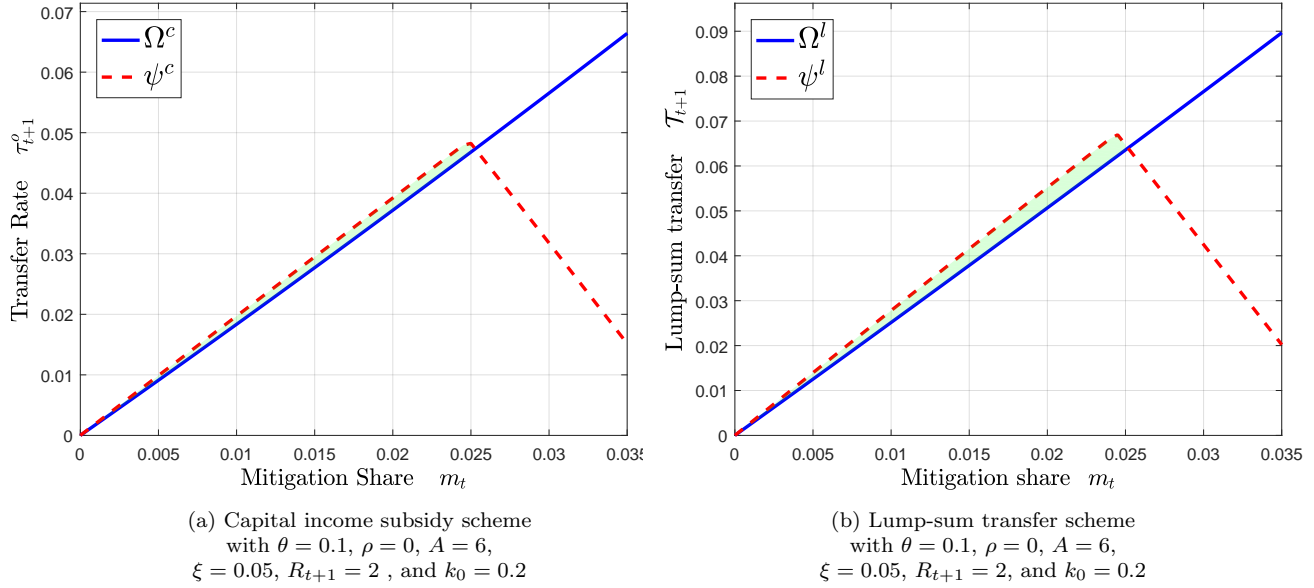 Ω^c
ψ^c
0.07
0.06
0.05
0.04
0.03
0.02
0.01
0
Transfer Rate τ^o_{t+1}
0 0.005 0.01 0.015 0.02 0.025 0.03 0.035
Mitigation Share m_t
(a) Capital income subsidy scheme
with θ = 0.1, ρ = 0, A = 6,
ξ = 0.05, R_{t+1} = 2 , and k_0 = 0.2
Ω^l
ψ^l
0.09
0.08
0.07
0.06
0.05
0.04
0.03
0.02
0.01
0
Lump-sum transfer 𝒯_{t+1}
0 0.005 0.01 0.015 0.02 0.025 0.03 0.035
Mitigation share m_t
(b) Lump-sum transfer scheme
with θ = 0.1, ρ = 0, A = 6,
ξ = 0.05, R_{t+1} = 2, and k_0 = 0.2